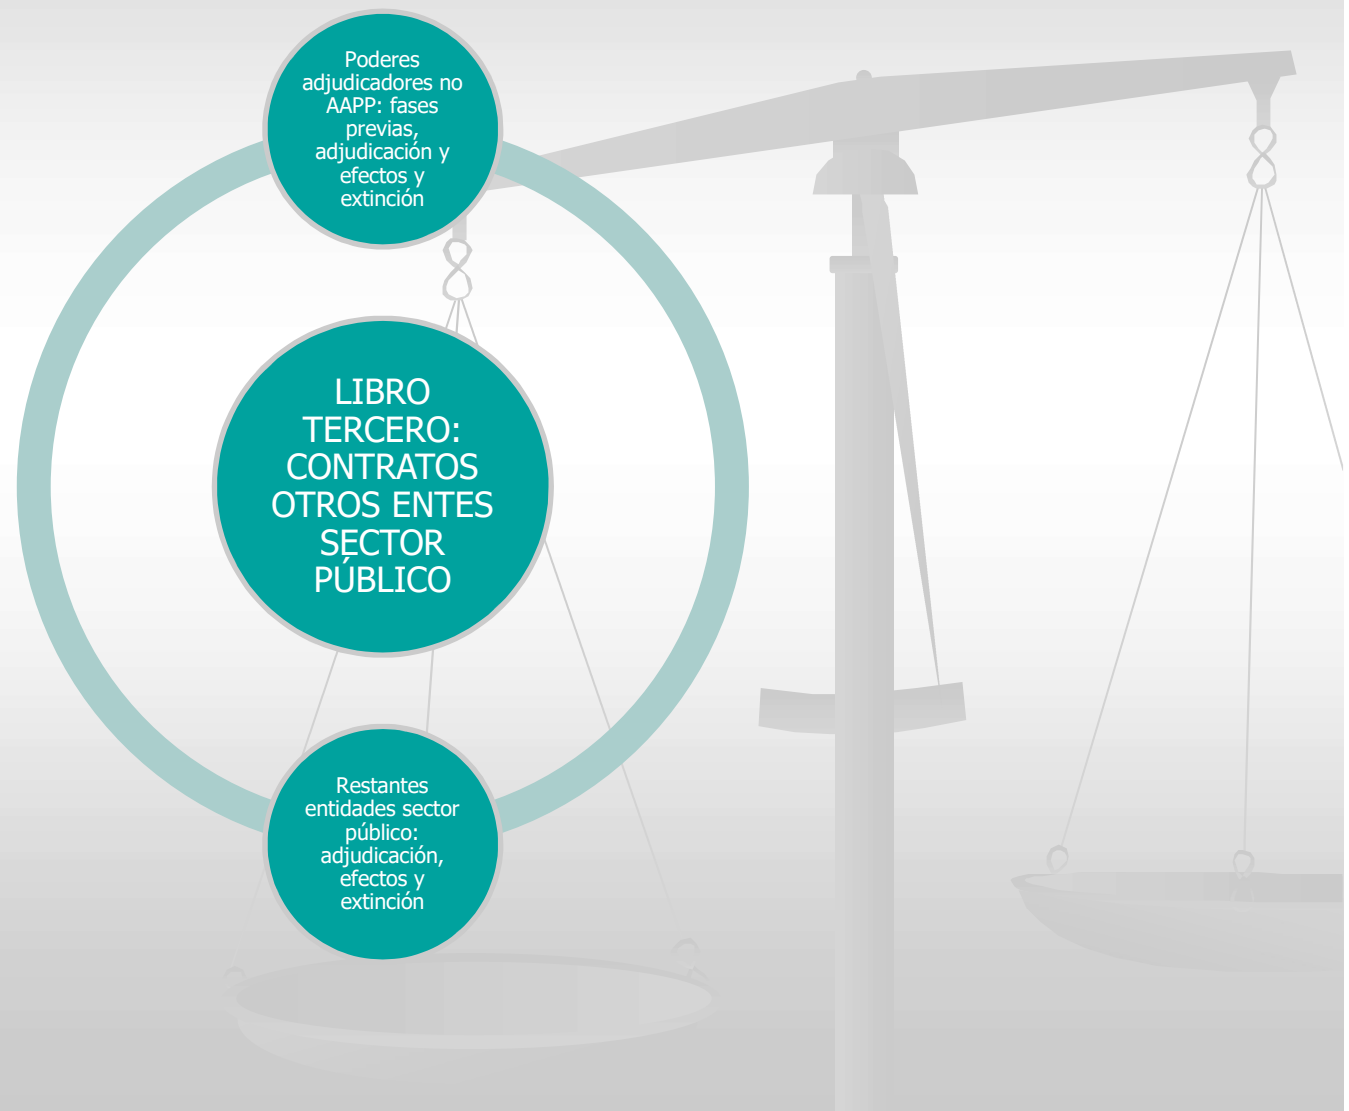 Poderes
adjudicadores no
AAPP: fases
previas,
adjudicación y
efectos y
extinción
LIBRO
TERCERO:
CONTRATOS
OTROS ENTES
SECTOR
PÚBLICO
Restantes
entidades sector
público:
adjudicación,
efectos y
extinción